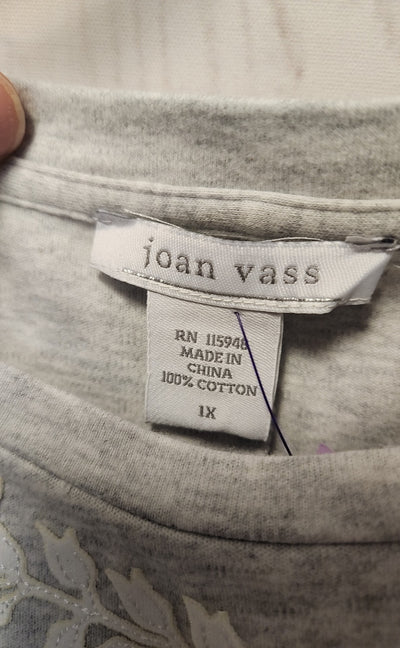 joan vass
RN 115948
MADE IN
CHINA
100% COTTON
1X